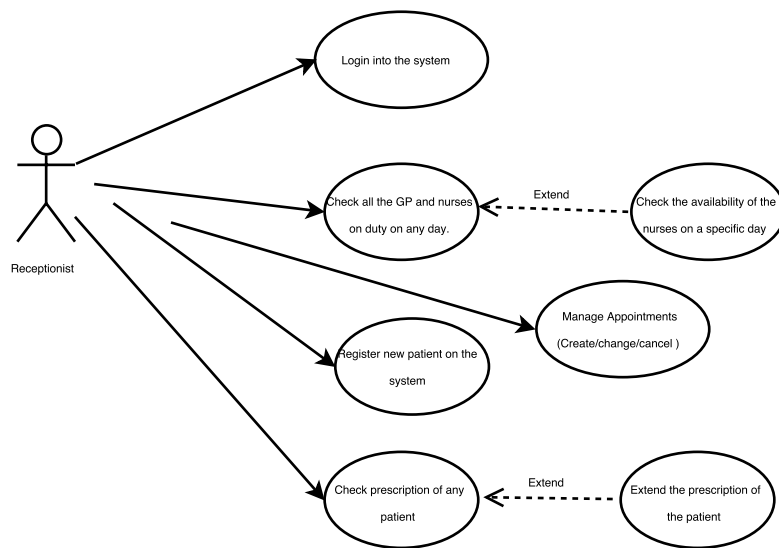 Login into the system
Check all the GP and nurses
on duty on any day.
Extend
Check the availability of the
nurses on a specific day
Receptionist
Manage Appointments
(Create/change/cancel )
Register new patient on the
system
Check prescription of any
patient
Extend
Extend the prescription of
the patient